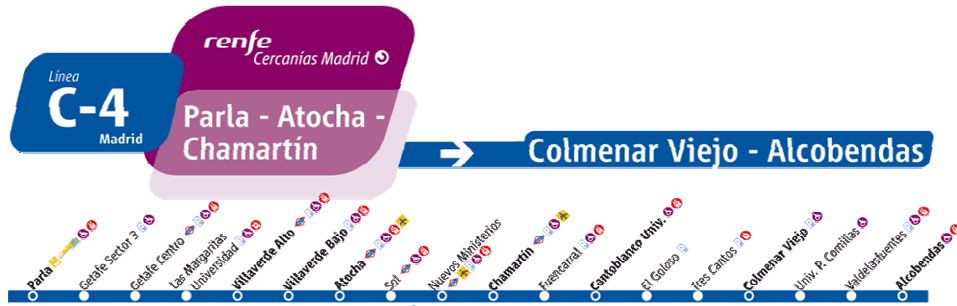 renfe
Cercanías Madrid
Línea
C-4
Madrid
Parla - Atocha -
Chamartín
Colmenar Viejo - Alcobendas
Parla
Getafe Sector 3
Getafe Centro
Las Margaritas
Universidad
Villaverde Alto
Villaverde Bajo
Atocha
Sol
Nuevos Ministerios
Chamartín
Fuencarral
Cantoblanco Univ.
El Goloso
Tres Cantos
Colmenar Viejo
Univ. P. Comillas
Valdelasfuentes
Alcobendas